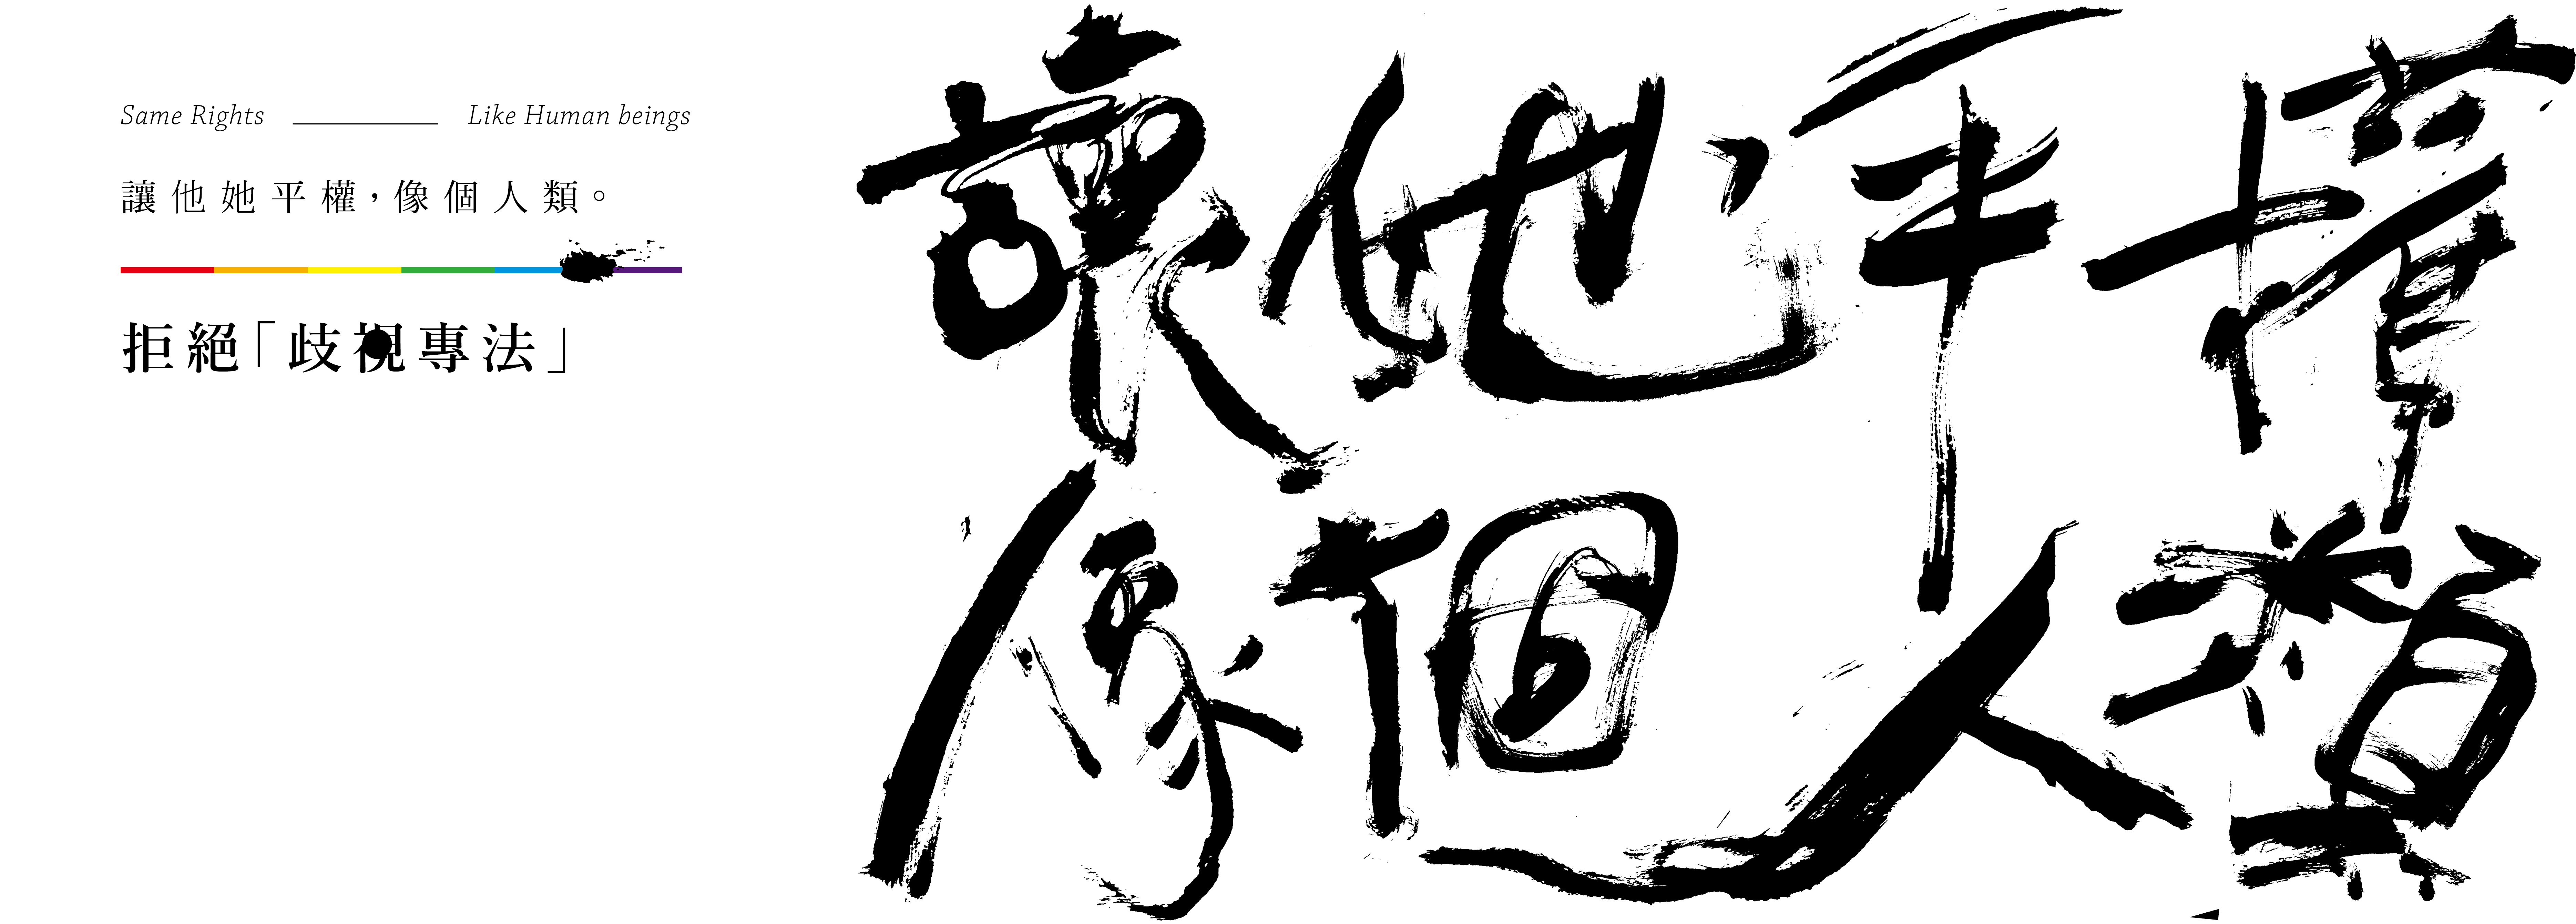 Same Rights Like Human beings
讓他她平權，像個人類。
拒絕「歧視專法」
讓他她平權
像個人類